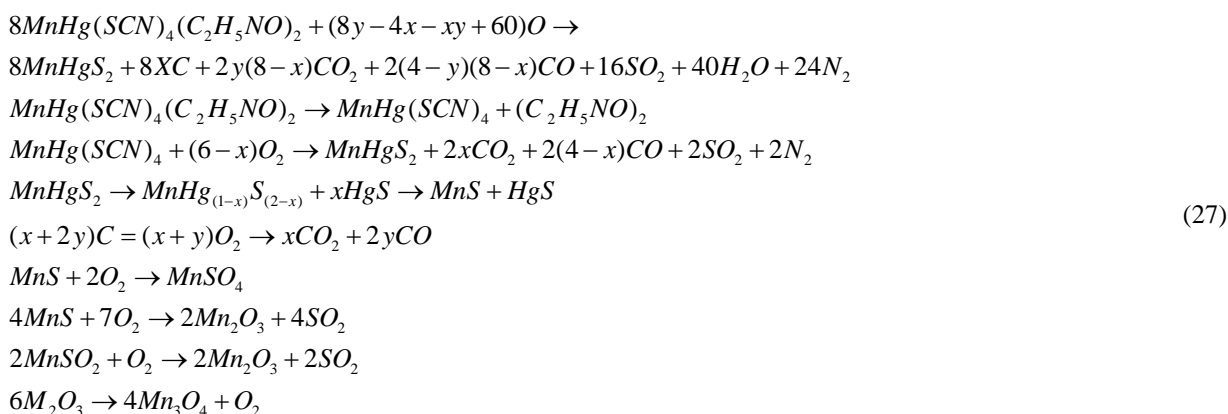 8MnHg(SCN)₄(C₂H₅NO)₂ + (8y − 4x − xy + 60)O →
8MnHgS₂ + 8XC + 2y(8 − x)CO₂ + 2(4 − y)(8 − x)CO + 16SO₂ + 40H₂O + 24N₂
MnHg(SCN)₄(C₂H₅NO)₂ → MnHg(SCN)₄ + (C₂H₅NO)₂
MnHg(SCN)₄ + (6 − x)O₂ → MnHgS₂ + 2xCO₂ + 2(4 − x)CO + 2SO₂ + 2N₂
MnHgS₂ → MnHg₍₁₋ₓ₎S₍₂₋ₓ₎ + xHgS → MnS + HgS
(27)
(x + 2y)C = (x + y)O₂ → xCO₂ + 2yCO
MnS + 2O₂ → MnSO₄
4MnS + 7O₂ → 2Mn₂O₃ + 4SO₂
2MnSO₂ + O₂ → 2Mn₂O₃ + 2SO₂
6M₂O₃ → 4Mn₃O₄ + O₂